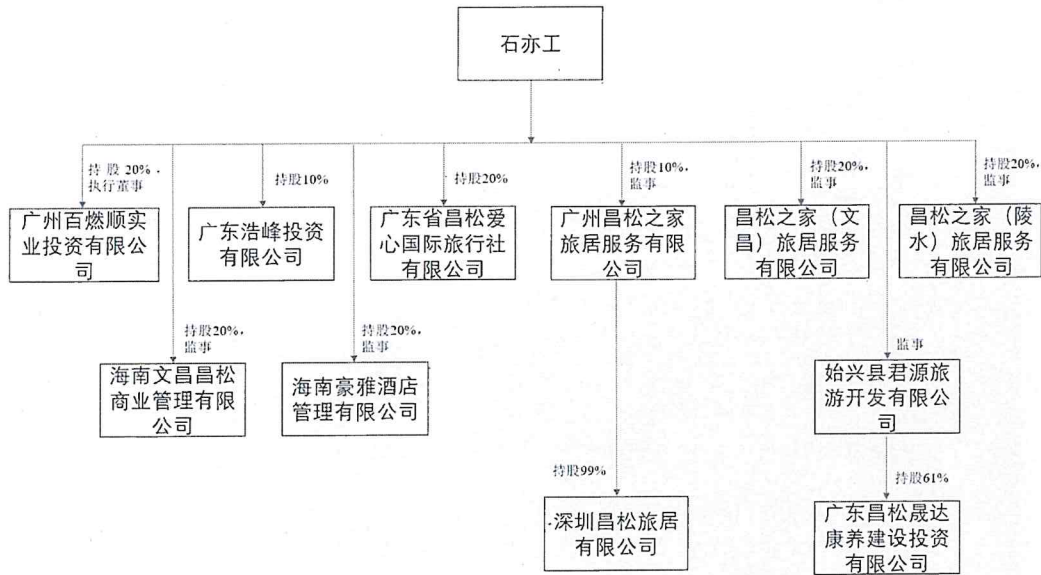 石亦工
持 股 20%，
执行董事
广州百燃顺实
业投资有限公
司
持股10%
广东浩峰投资
有限公司
持股20%
广东省昌松爱
心国际旅行社
有限公司
持股10%，
监事
广州昌松之家
旅居服务有限
公司
持股20%，
监事
昌松之家（文
昌）旅居服务
有限公司
持股20%，
监事
昌松之家（陵
水）旅居服务
有限公司
持股20%，
监事
海南文昌昌松
商业管理有限
公司
持股20%，
监事
海南豪雅酒店
管理有限公司
监事
始兴县君源旅
游开发有限公
司
持股99%
深圳昌松旅居
有限公司
持股61%
广东昌松晟达
康养建设投资
有限公司